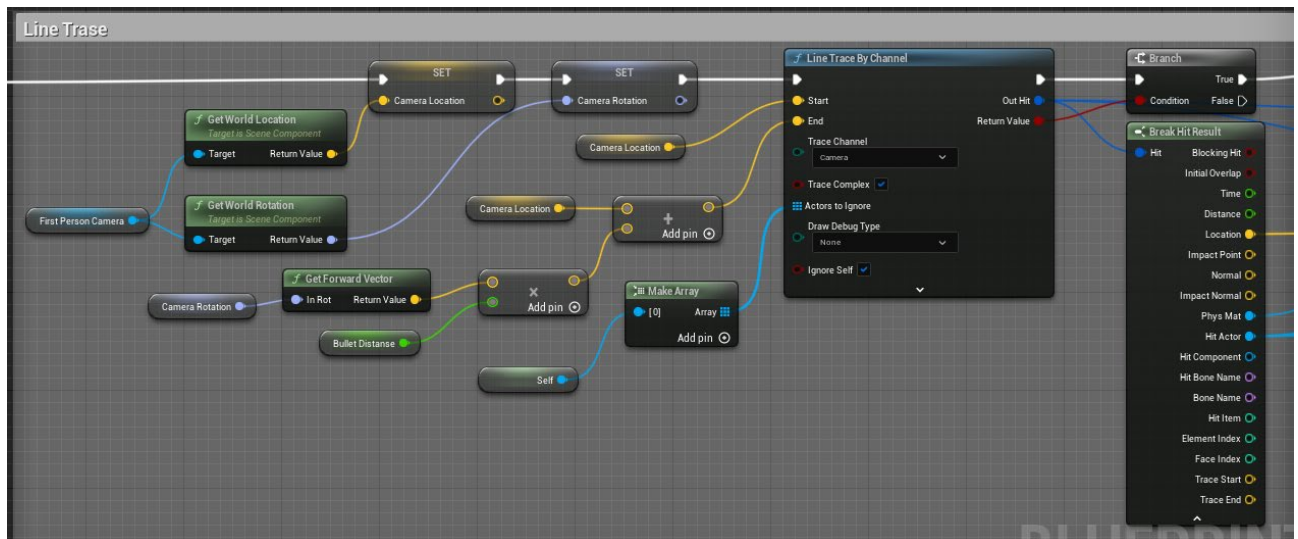 Line Trase
SET
Camera Location
SET
Camera Rotation
Get World Location
Target is Scene Component
Target
Return Value
First Person Camera
Get World Rotation
Target is Scene Component
Target
Return Value
Camera Rotation
Get Forward Vector
In Rot
Return Value
Bullet Distanse
×
Add pin
Camera Location
+
Add pin
Camera Location
Self
Make Array
[0]
Array
Add pin
Line Trace By Channel
Start
Out Hit
End
Return Value
Trace Channel
Camera
Trace Complex
Actors to Ignore
Draw Debug Type
None
Ignore Self
Branch
True
Condition
False
Break Hit Result
Hit
Blocking Hit
Initial Overlap
Time
Distance
Location
Impact Point
Normal
Impact Normal
Phys Mat
Hit Actor
Hit Component
Hit Bone Name
Bone Name
Hit Item
Element Index
Face Index
Trace Start
Trace End
BLUEPRINT